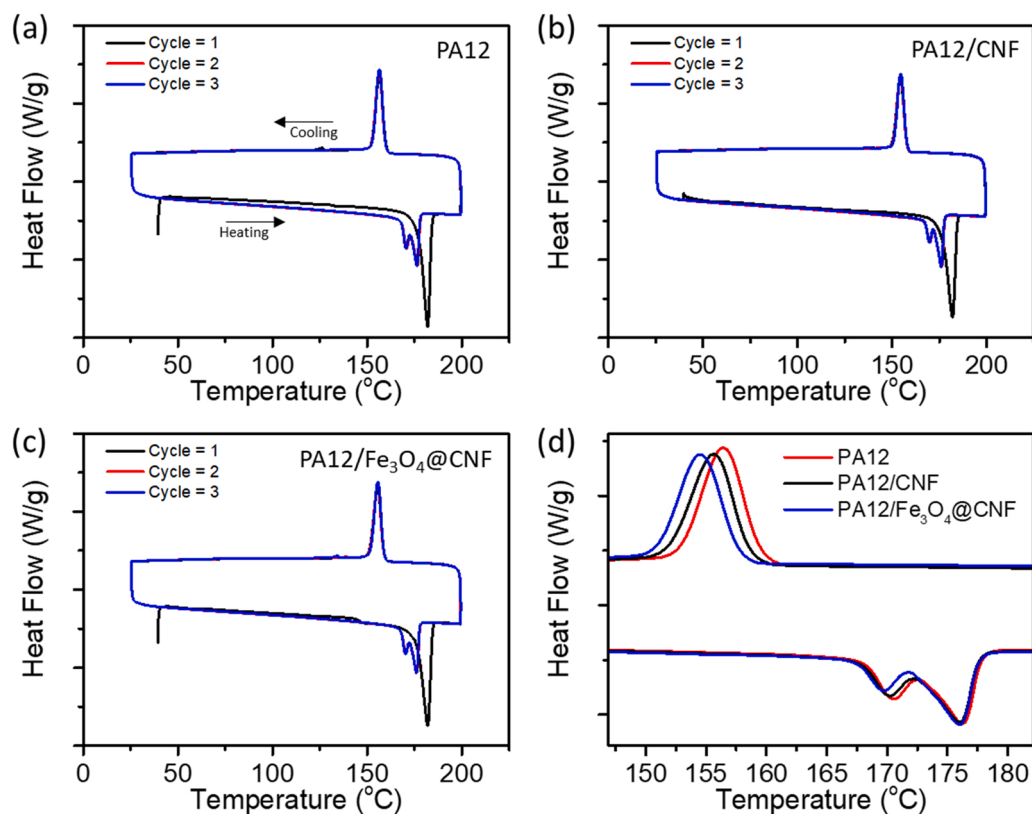 (a)
Cycle = 1
Cycle = 2
Cycle = 3
PA12
Cooling
Heating
Heat Flow (W/g)
0 50 100 150 200
Temperature (°C)
(b)
Cycle = 1
Cycle = 2
Cycle = 3
PA12/CNF
Heat Flow (W/g)
0 50 100 150 200
Temperature (°C)
(c)
Cycle = 1
Cycle = 2
Cycle = 3
PA12/Fe₃O₄@CNF
Heat Flow (W/g)
0 50 100 150 200
Temperature (°C)
(d)
PA12
PA12/CNF
PA12/Fe₃O₄@CNF
Heat Flow (W/g)
150 155 160 165 170 175 180
Temperature (°C)